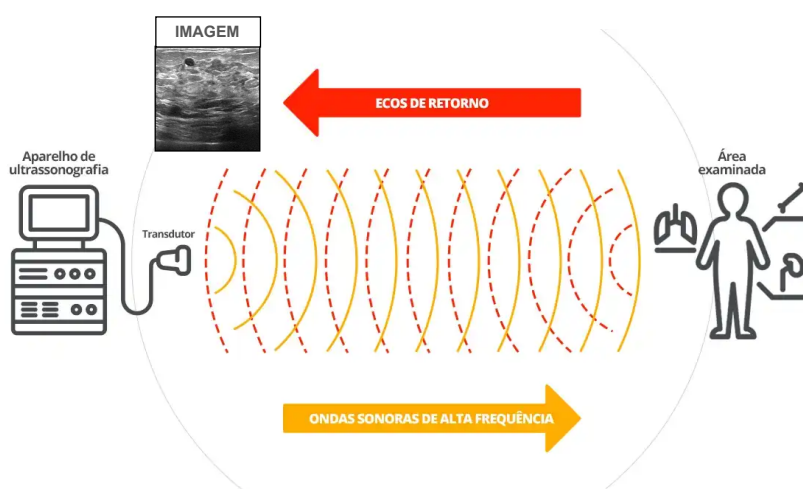 IMAGEM
ECOS DE RETORNO
Aparelho de
ultrassonografia
Transdutor
Área
examinada
ONDAS SONORAS DE ALTA FREQUÊNCIA